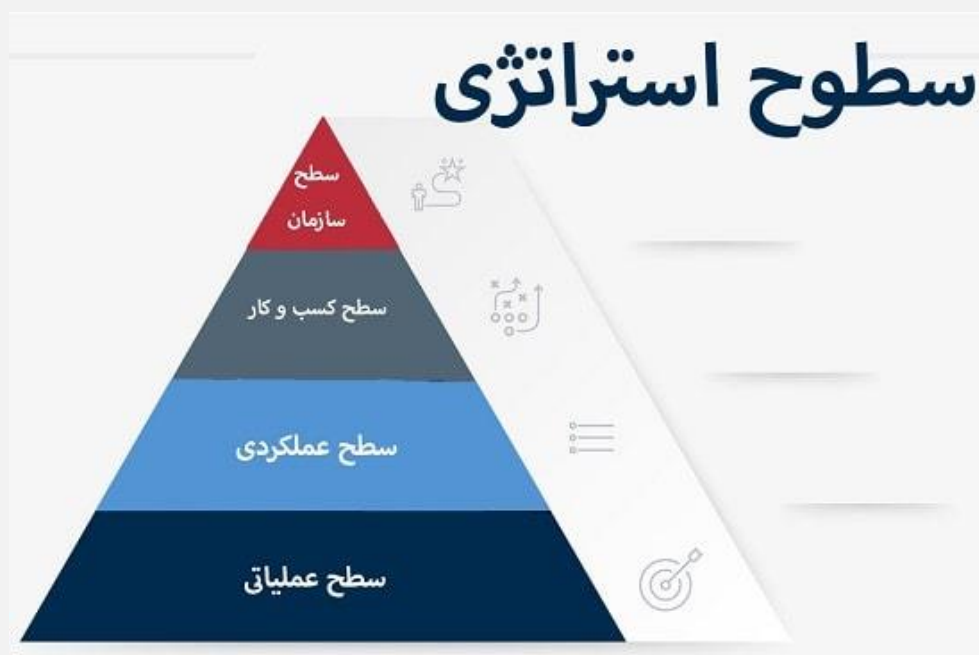 سطوح استراتژی
سطح
سازمان
سطح کسب و کار
سطح عملکردی
سطح عملیاتی